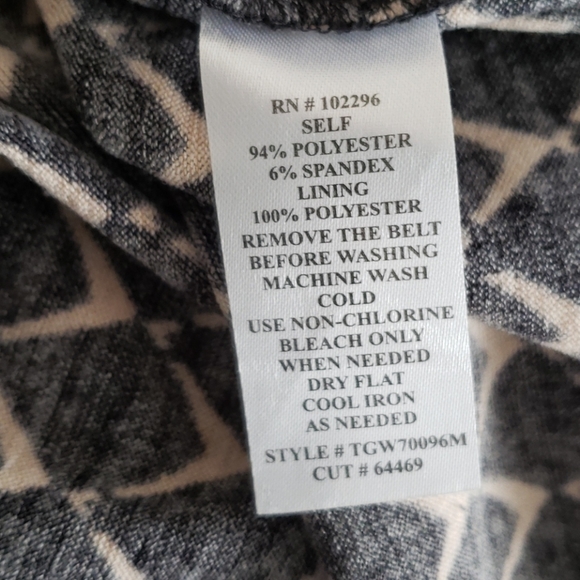 RN # 102296
SELF
94% POLYESTER
6% SPANDEX
LINING
100% POLYESTER
REMOVE THE BELT
BEFORE WASHING
MACHINE WASH
COLD
USE NON-CHLORINE
BLEACH ONLY
WHEN NEEDED
DRY FLAT
COOL IRON
AS NEEDED
STYLE # TGW70096M
CUT # 64469